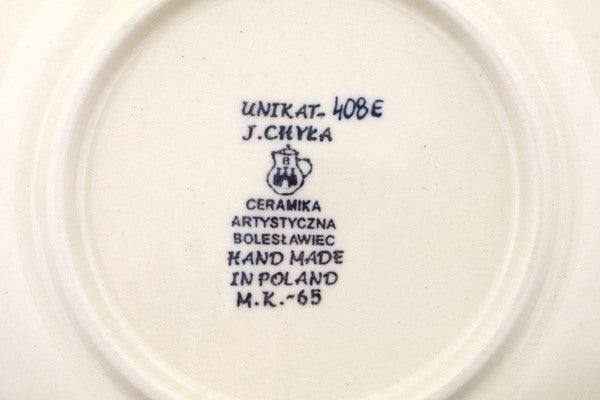 UNIKAT- 408E
J. CHYŁA
B
CERAMIKA
ARTYSTYCZNA
BOLESŁAWIEC
HAND MADE
IN POLAND
M.K.-65